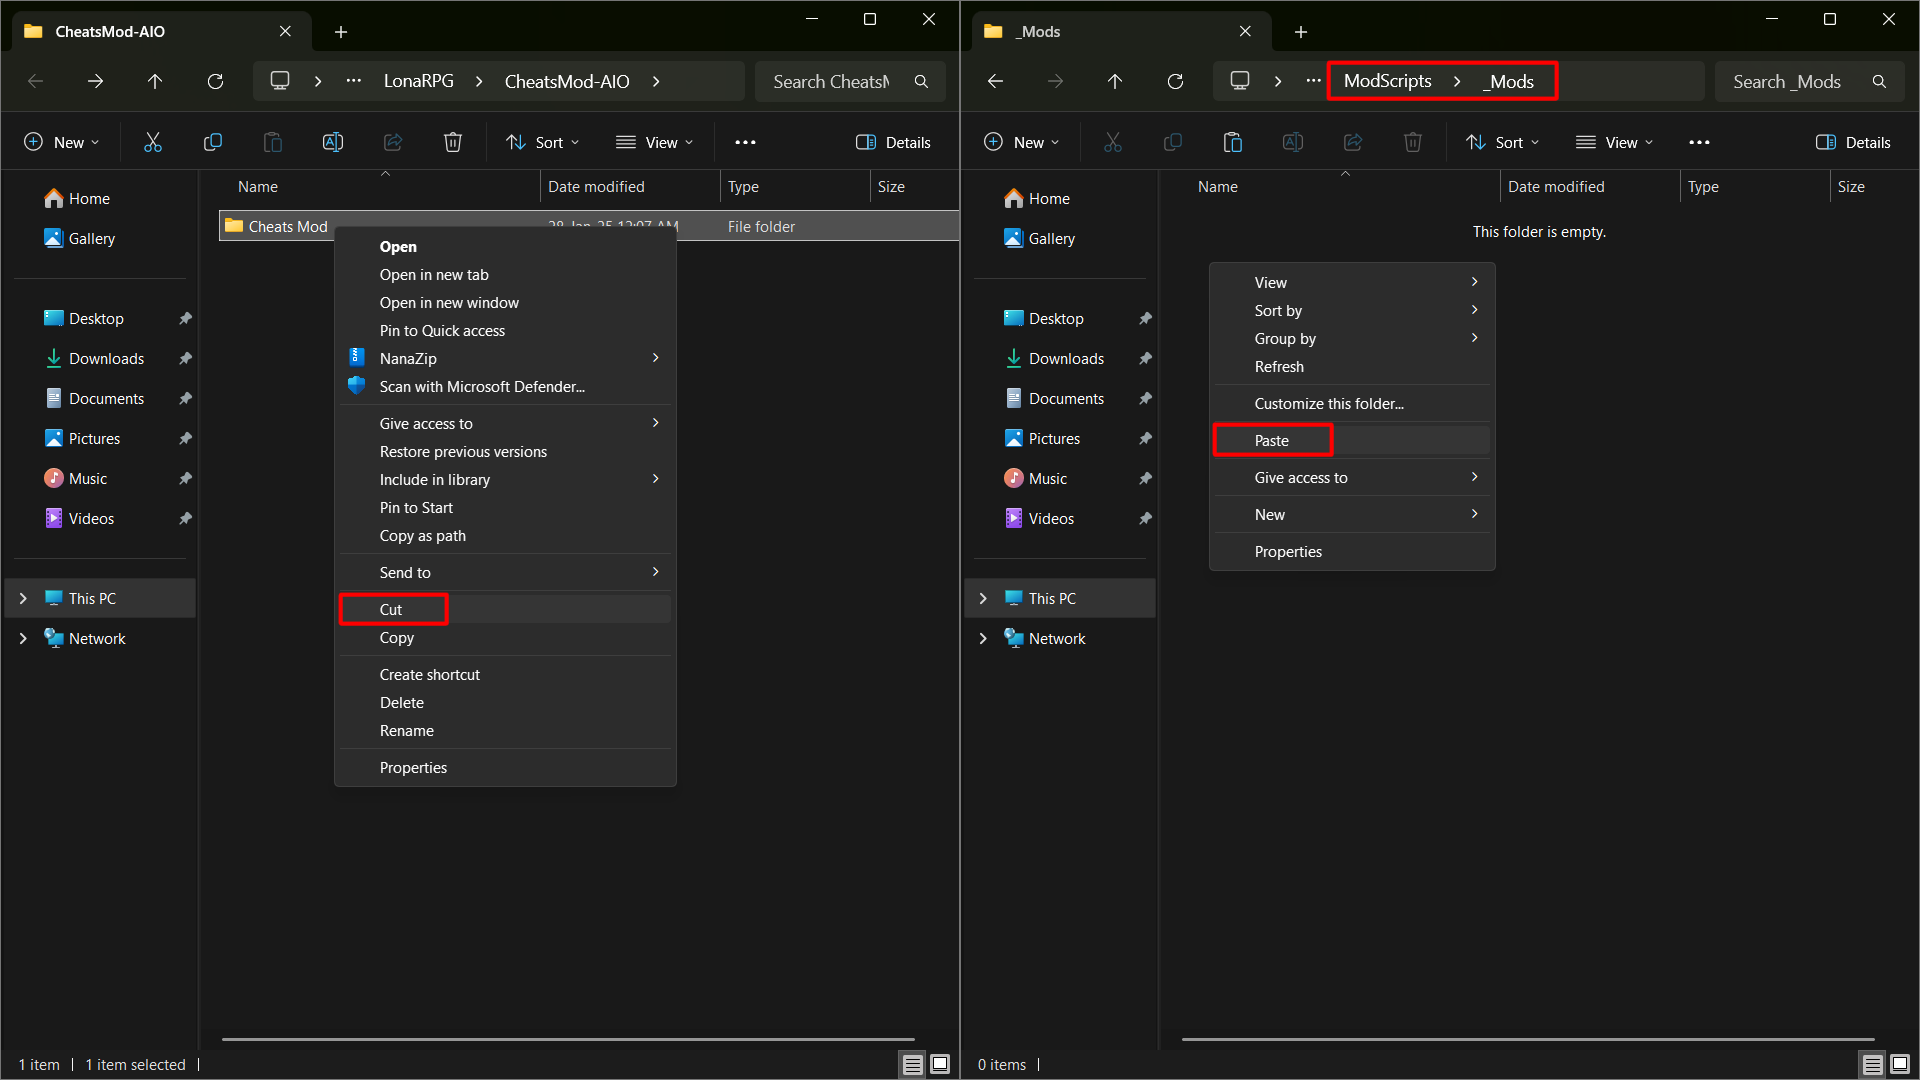 CheatsMod-AIO
LonaRPG
CheatsMod-AIO
Search CheatsM
New
Sort
View
Details
Name
Date modified
Type
Size
Home
Gallery
Desktop
Downloads
Documents
Pictures
Music
Videos
This PC
Network
Cheats Mod
28-Jan-25 12:07 AM
File folder
Open
Open in new tab
Open in new window
Pin to Quick access
NanaZip
Scan with Microsoft Defender...
Give access to
Restore previous versions
Include in library
Pin to Start
Copy as path
Send to
Cut
Copy
Create shortcut
Delete
Rename
Properties
1 item
1 item selected
_Mods
ModScripts
_Mods
Search _Mods
New
Sort
View
Details
Name
Date modified
Type
Size
Home
Gallery
Desktop
Downloads
Documents
Pictures
Music
Videos
This PC
Network
This folder is empty.
View
Sort by
Group by
Refresh
Customize this folder...
Paste
Give access to
New
Properties
0 items